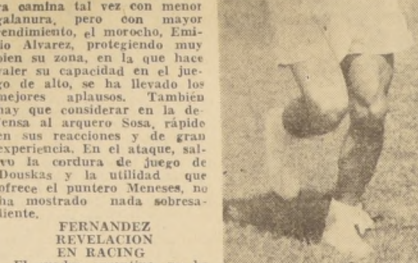 va camina tal vez con menor
galanura, pero con mayor
rendimiento, el morocho, Emi-
lio Alvarez, protegiendo muy
bien su zona, en la que hace
valer su capacidad en el jue-
go de alto, se ha llevado los
mejores aplausos. También
hay que considerar en la de-
fensa al arquero Sosa, rápido
en sus reacciones y de gran
experiencia. En el ataque, sal-
vo la cordura de juego de
Douskas y la utilidad que
ofrece el puntero Meneses, no
ha mostrado nada sobresa-
liente.
FERNANDEZ
REVELACION
EN RACING